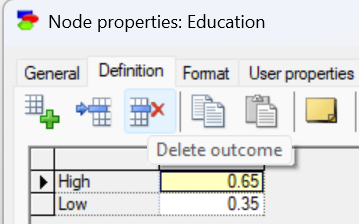 Node properties: Education
General Definition Format User properties
Delete outcome
High 0.65
Low 0.35